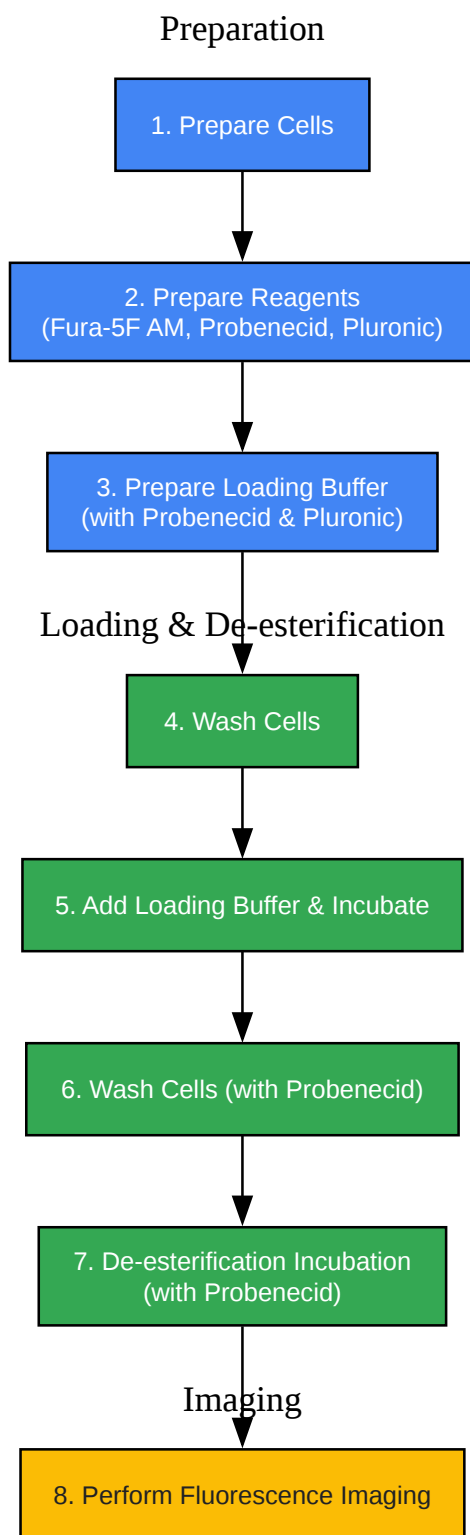 Preparation
1. Prepare Cells
2. Prepare Reagents
(Fura-5F AM, Probenecid, Pluronic)
3. Prepare Loading Buffer
(with Probenecid & Pluronic)
Loading & De-esterification
4. Wash Cells
5. Add Loading Buffer & Incubate
6. Wash Cells (with Probenecid)
7. De-esterification Incubation
(with Probenecid)
Imaging
8. Perform Fluorescence Imaging